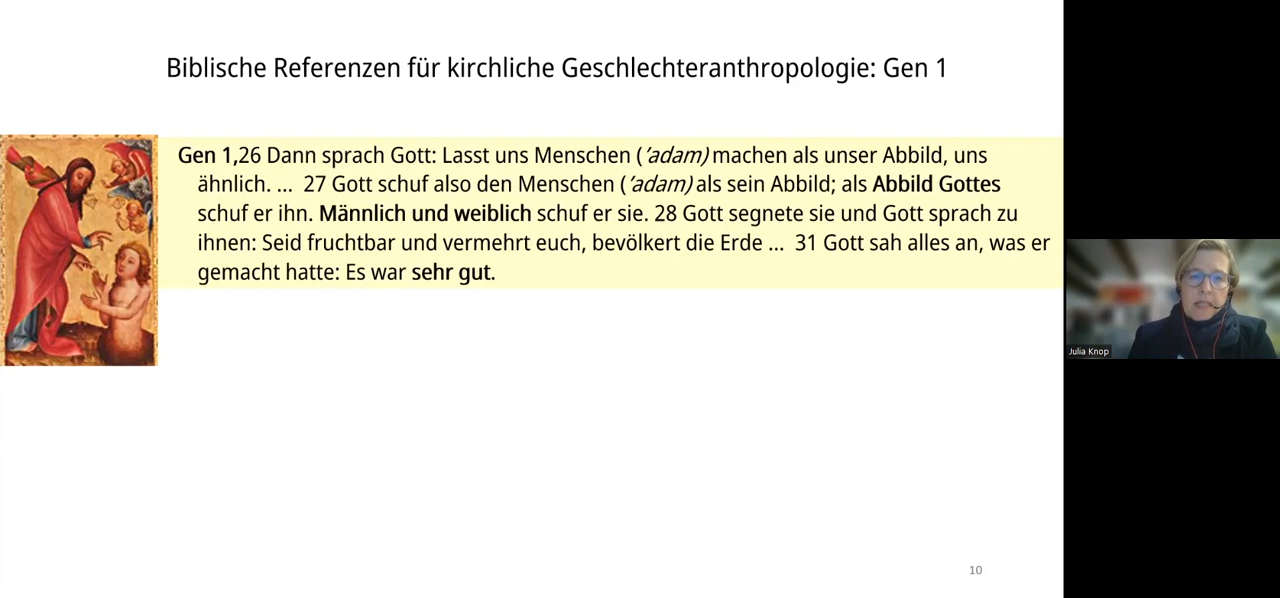 Biblische Referenzen für kirchliche Geschlechteranthropologie: Gen 1
Gen 1,26 Dann sprach Gott: Lasst uns Menschen (’adam) machen als unser Abbild, uns
ähnlich. ... 27 Gott schuf also den Menschen (’adam) als sein Abbild; als Abbild Gottes
schuf er ihn. Männlich und weiblich schuf er sie. 28 Gott segnete sie und Gott sprach zu
ihnen: Seid fruchtbar und vermehrt euch, bevölkert die Erde ... 31 Gott sah alles an, was er
gemacht hatte: Es war sehr gut.
Julia Knop
10